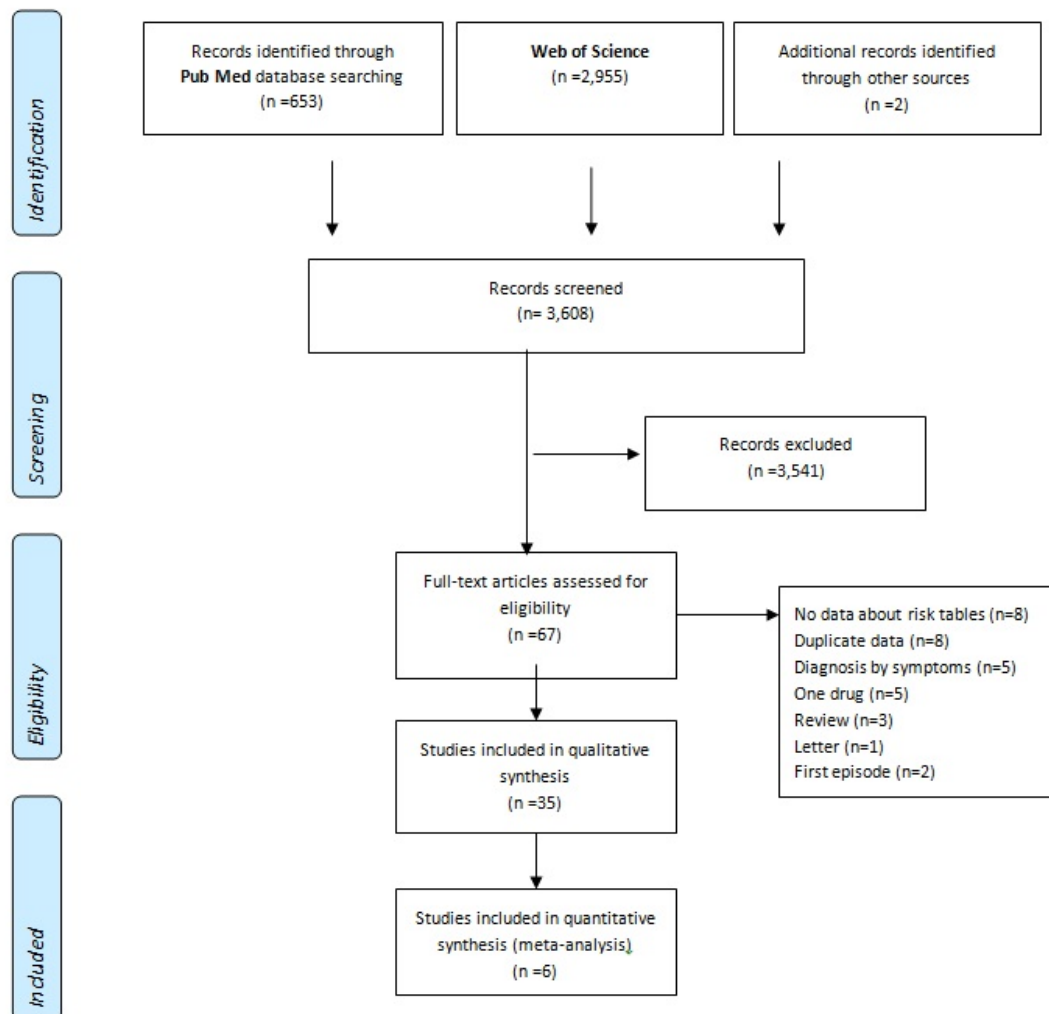 Identification
Records identified through
Pub Med database searching
(n =653)
Web of Science
(n =2,955)
Additional records identified
through other sources
(n =2)
Screening
Records screened
(n= 3,608)
Records excluded
(n =3,541)
Eligibility
Full-text articles assessed for
eligibility
(n =67)
No data about risk tables (n=8)
Duplicate data (n=8)
Diagnosis by symptoms (n=5)
One drug (n=5)
Review (n=3)
Letter (n=1)
First episode (n=2)
Studies included in qualitative
synthesis
(n =35)
Included
Studies included in quantitative
synthesis (meta-analysis)
(n =6)